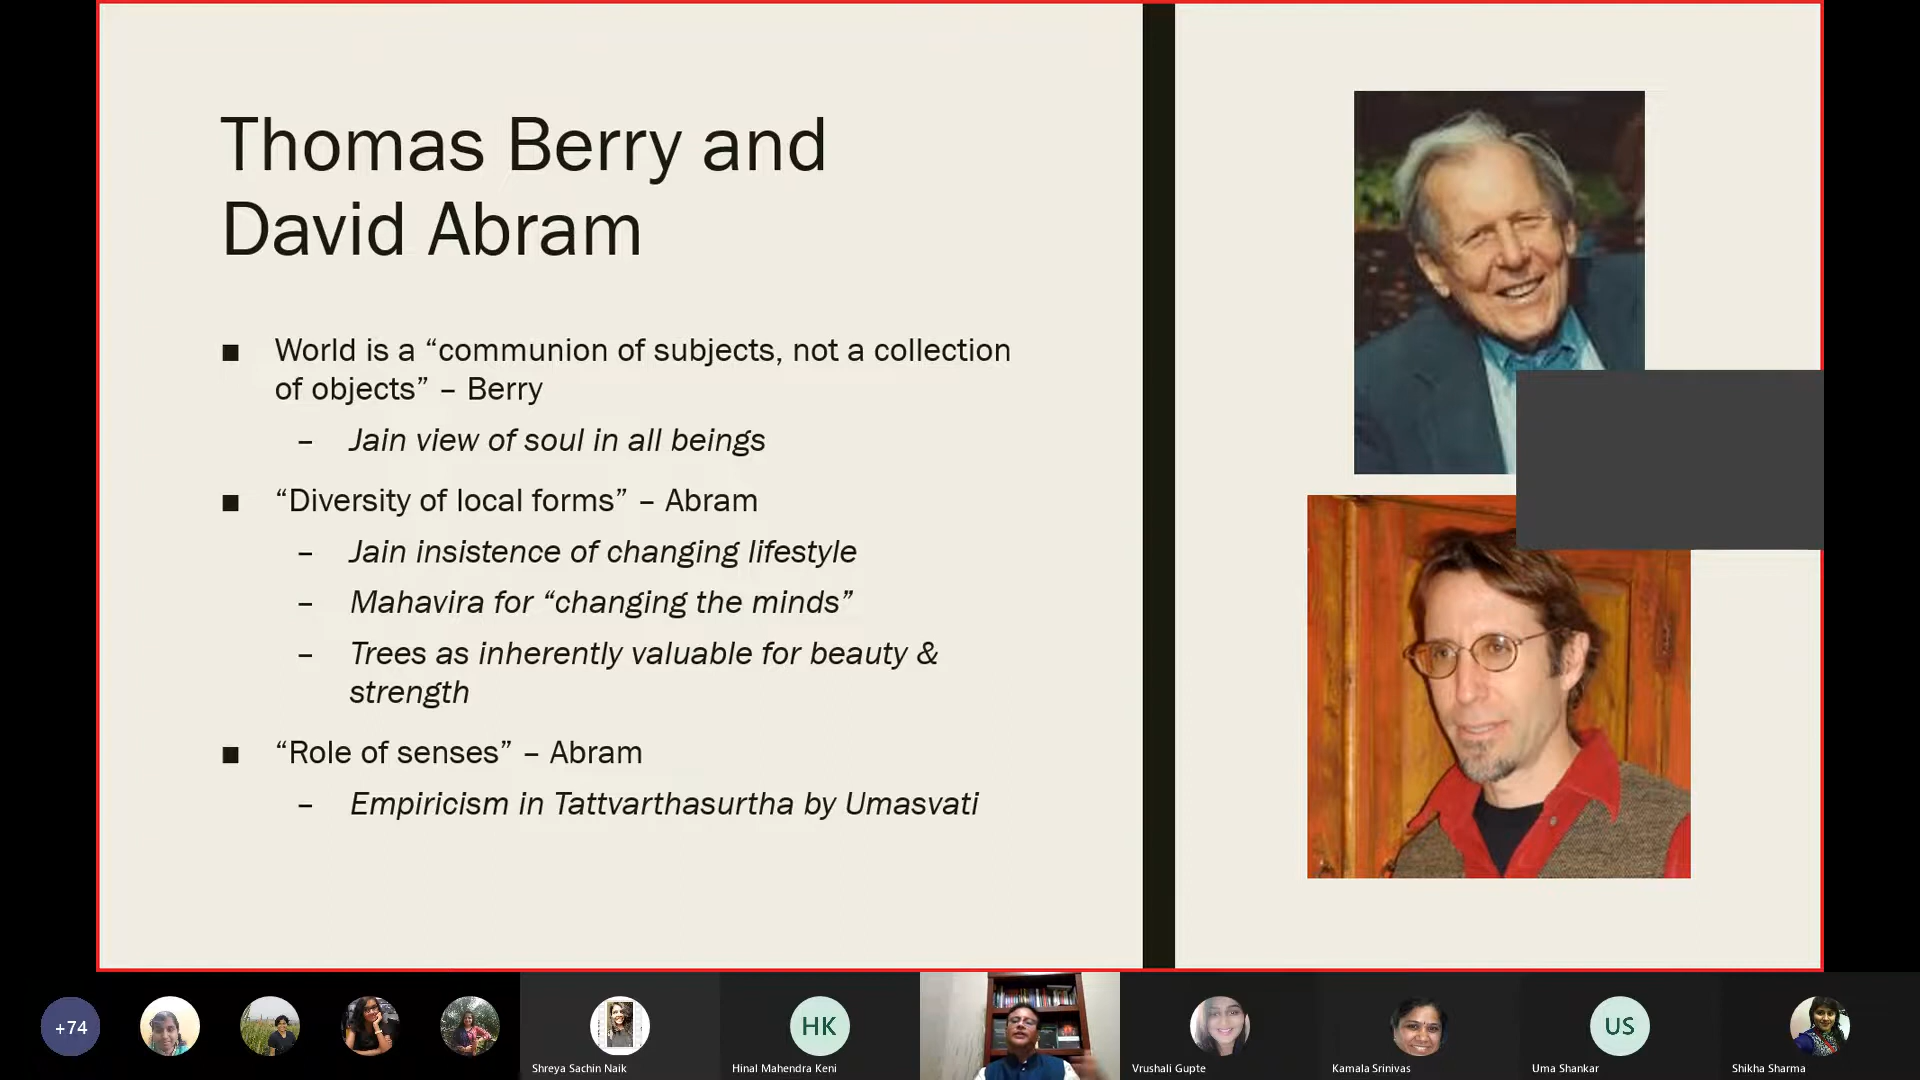 Thomas Berry and
David Abram
■ World is a “communion of subjects, not a collection
of objects” – Berry
– Jain view of soul in all beings
■ “Diversity of local forms” – Abram
– Jain insistence of changing lifestyle
– Mahavira for “changing the minds”
– Trees as inherently valuable for beauty &
strength
■ “Role of senses” – Abram
– Empiricism in Tattvarthasurtha by Umasvati
+74
Shreya Sachin Naik
HK
Hinal Mahendra Keni
Vrushali Gupte
Kamala Srinivas
US
Uma Shankar
Shikha Sharma